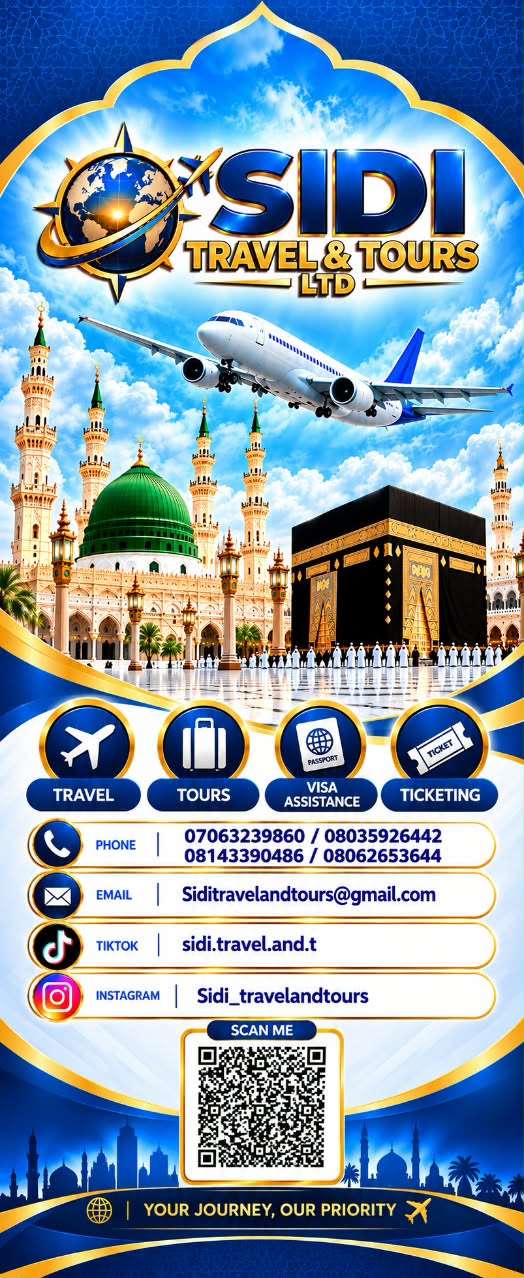 SIDI
TRAVEL & TOURS
LTD
TRAVEL
TOURS
PASSPORT
VISA
ASSISTANCE
TICKET
TICKETING
PHONE
07063239860 / 08035926442
08143390486 / 08062653644
EMAIL
Siditravelandtours@gmail.com
TIKTOK
sidi.travel.and.t
INSTAGRAM
Sidi_travelandtours
SCAN ME
YOUR JOURNEY, OUR PRIORITY